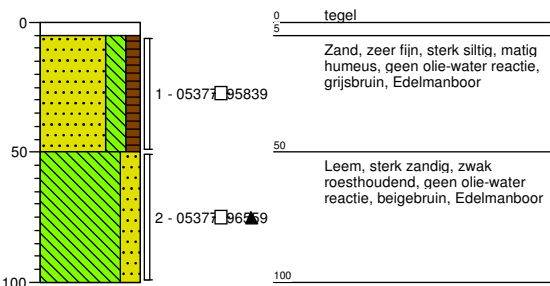 0
50
100
1 - 05377 95839
2 - 05377 96559
0
tegel
5
Zand, zeer fijn, sterk siltig, matig
humeus, geen olie-water reactie,
grijsbruin, Edelmanboor
50
Leem, sterk zandig, zwak
roesthoudend, geen olie-water
reactie, beigebruin, Edelmanboor
100